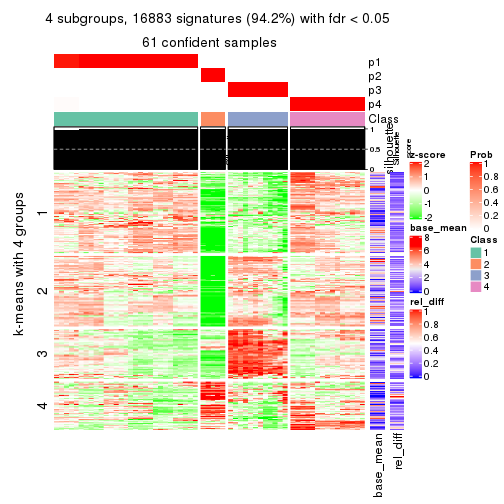 4 subgroups, 16883 signatures (94.2%) with fdr < 0.05
61 confident samples
p1
p2
p3
p4
Class
1
0.5
0
silhouette
Silhouette
score
k-means with 4 groups
1
2
3
4
base_mean
rel_diff
z-score
2
1
0
-1
-2
base_mean
8
6
4
2
0
rel_diff
1
0.8
0.6
0.4
0.2
0
Prob
1
0.8
0.6
0.4
0.2
0
Class
1
2
3
4